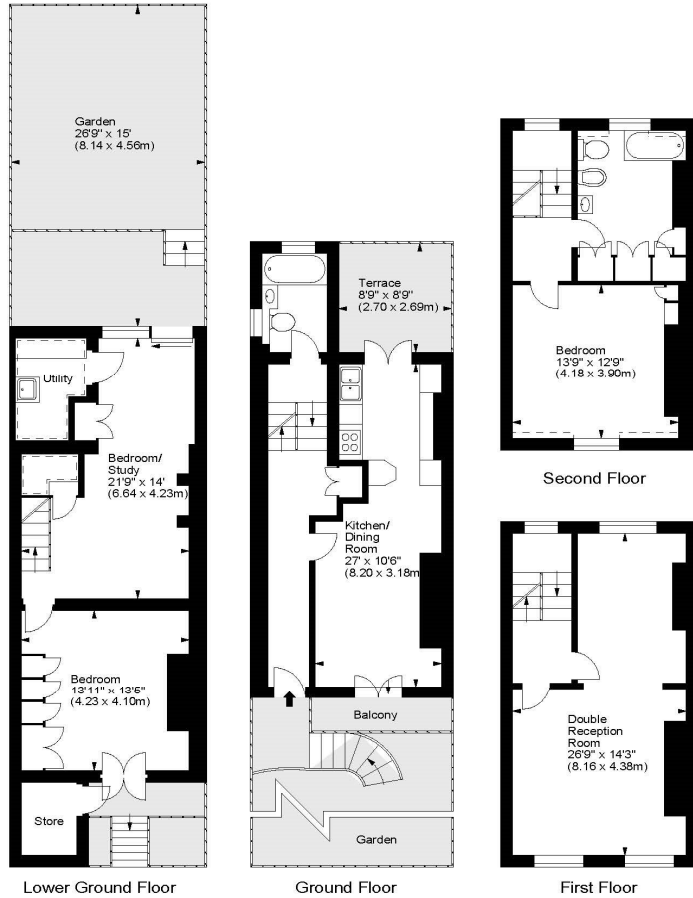 Garden
26'9" x 15'
(8.14 x 4.56m)
Utility
Bedroom/
Study
21'9" x 14'
(6.64 x 4.23m)
Bedroom
13'11" x 13'5"
(4.23 x 4.10m)
Store
Lower Ground Floor
Terrace
8'9" x 8'9"
(2.70 x 2.69m)
Kitchen/
Dining
Room
27' x 10'6"
(8.20 x 3.18m
Balcony
Garden
Ground Floor
Bedroom
13'9" x 12'9"
(4.18 x 3.90m)
Second Floor
Double
Reception
Room
26'9" x 14'3"
(8.16 x 4.38m)
First Floor